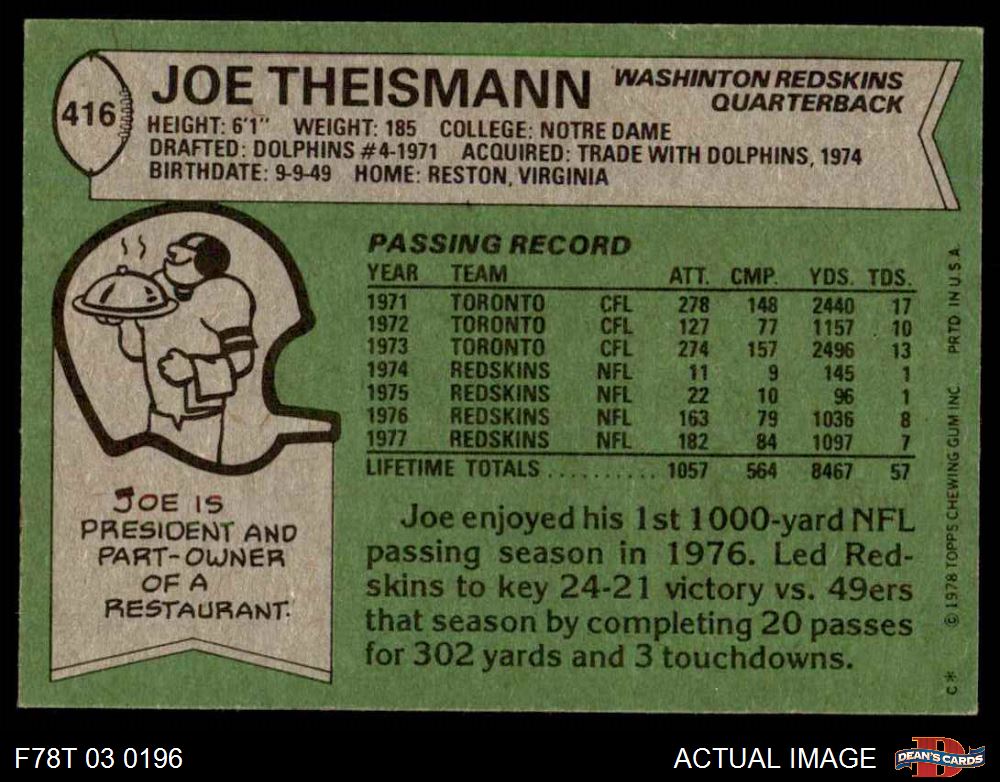 416
JOE THEISMANN
WASHINTON REDSKINS
QUARTERBACK
HEIGHT: 6'1" WEIGHT: 185 COLLEGE: NOTRE DAME
DRAFTED: DOLPHINS #4-1971 ACQUIRED: TRADE WITH DOLPHINS, 1974
BIRTHDATE: 9-9-49 HOME: RESTON, VIRGINIA
PASSING RECORD
YEAR TEAM ATT. CMP. YDS. TDS.
1971 TORONTO CFL 278 148 2440 17
1972 TORONTO CFL 127 77 1157 10
1973 TORONTO CFL 274 157 2496 13
1974 REDSKINS NFL 11 9 145 1
1975 REDSKINS NFL 22 10 96 1
1976 REDSKINS NFL 163 79 1036 8
1977 REDSKINS NFL 182 84 1097 7
LIFETIME TOTALS .......... 1057 564 8467 57
JOE IS
PRESIDENT AND
PART-OWNER
OF A
RESTAURANT.
Joe enjoyed his 1st 1000-yard NFL
passing season in 1976. Led Red-
skins to key 24-21 victory vs. 49ers
that season by completing 20 passes
for 302 yards and 3 touchdowns.
C* © 1978 TOPPS CHEWING GUM INC. PRTD IN U.S.A.
F78T 03 0196
ACTUAL IMAGE
D
DEAN'S CARDS